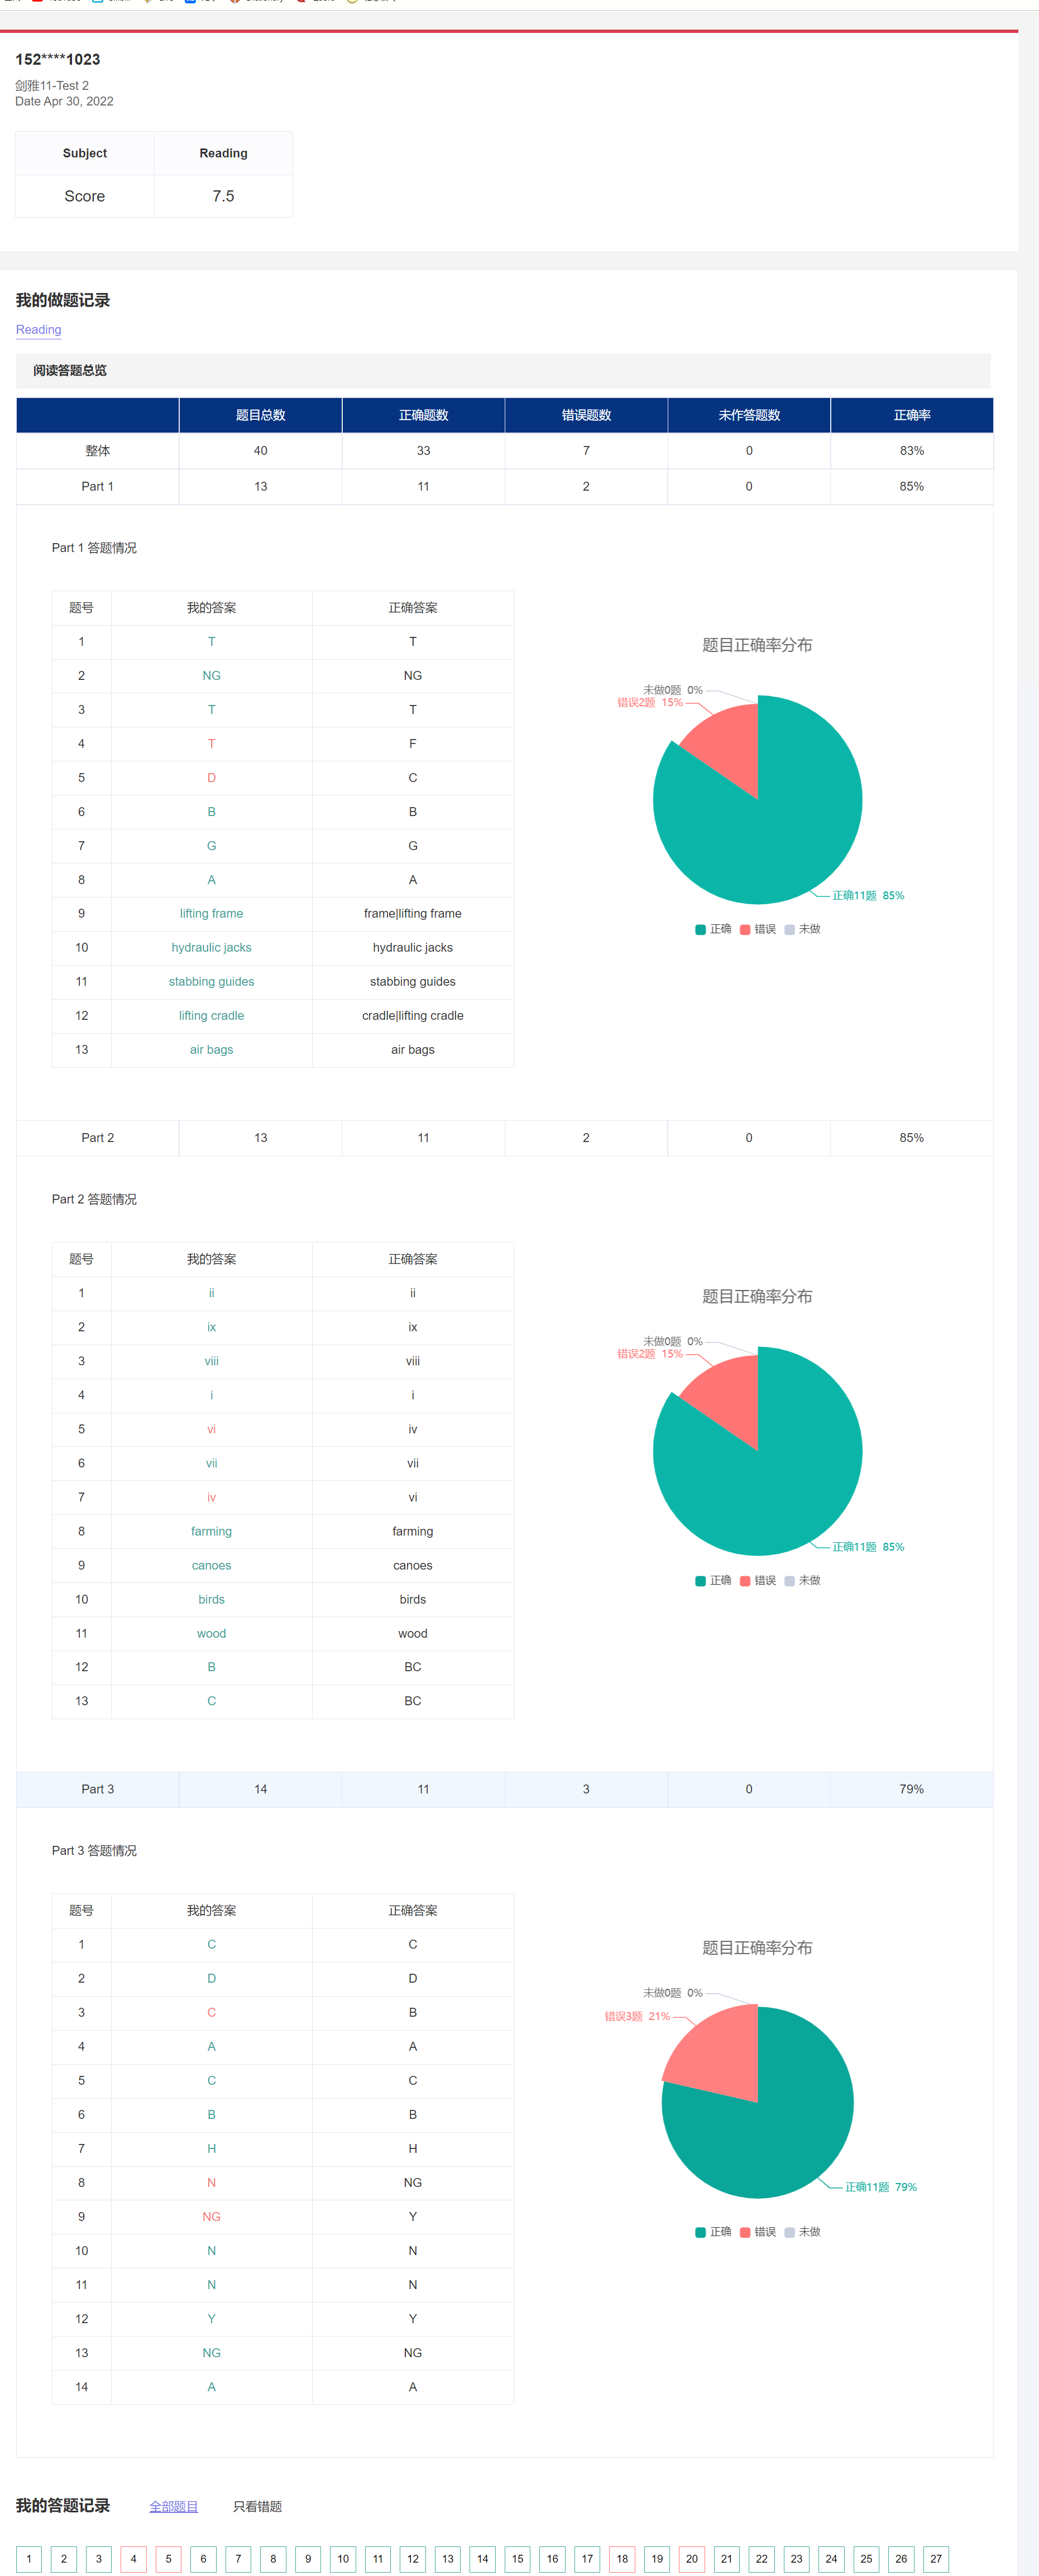 152****1023
剑雅11-Test 2
Date Apr 30, 2022
Subject Reading
Score 7.5
我的做题记录
Reading
阅读答题总览
题目总数 正确题数 错误题数 未作答题数 正确率
整体 40 33 7 0 83%
Part 1 13 11 2 0 85%
Part 1 答题情况
题号 我的答案 正确答案
1 T T
2 NG NG
3 T T
4 T F
5 D C
6 B B
7 G G
8 A A
9 lifting frame frame|lifting frame
10 hydraulic jacks hydraulic jacks
11 stabbing guides stabbing guides
12 lifting cradle cradle|lifting cradle
13 air bags air bags
题目正确率分布
未做0题 0%
错误2题 15%
正确11题 85%
正确 错误 未做
Part 2 13 11 2 0 85%
Part 2 答题情况
题号 我的答案 正确答案
1 ii ii
2 ix ix
3 viii viii
4 i i
5 vi iv
6 vii vii
7 iv vi
8 farming farming
9 canoes canoes
10 birds birds
11 wood wood
12 B BC
13 C BC
题目正确率分布
未做0题 0%
错误2题 15%
正确11题 85%
正确 错误 未做
Part 3 14 11 3 0 79%
Part 3 答题情况
题号 我的答案 正确答案
1 C C
2 D D
3 C B
4 A A
5 C C
6 B B
7 H H
8 N NG
9 NG Y
10 N N
11 N N
12 Y Y
13 NG NG
14 A A
题目正确率分布
未做0题 0%
错误3题 21%
正确11题 79%
正确 错误 未做
我的答题记录 全部题目 只看错题
1 2 3 4 5 6 7 8 9 10 11 12 13 14 15 16 17 18 19 20 21 22 23 24 25 26 27